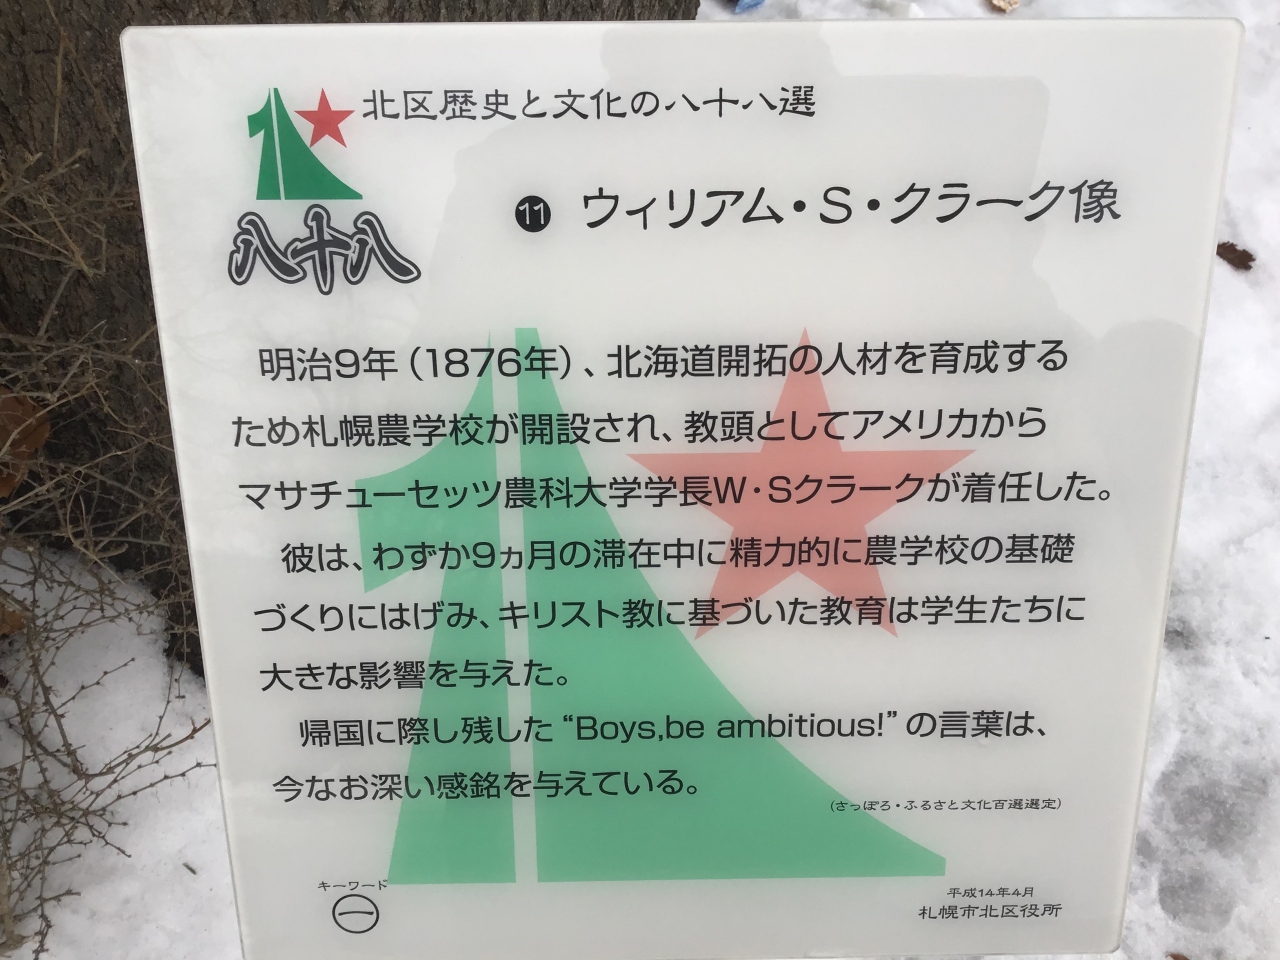 北区歴史と文化の八十八選
八十八
11 ウィリアム・S・クラーク像
明治9年（1876年）、北海道開拓の人材を育成する
ため札幌農学校が開設され、教頭としてアメリカから
マサチューセッツ農科大学学長W・Sクラークが着任した。
彼は、わずか9ヵ月の滞在中に精力的に農学校の基礎
づくりにはげみ、キリスト教に基づいた教育は学生たちに
大きな影響を与えた。
帰国に際し残した“Boys,be ambitious!”の言葉は、
今なお深い感銘を与えている。
（さっぽろ・ふるさと文化百選選定）
キーワード
㊀
平成14年4月
札幌市北区役所